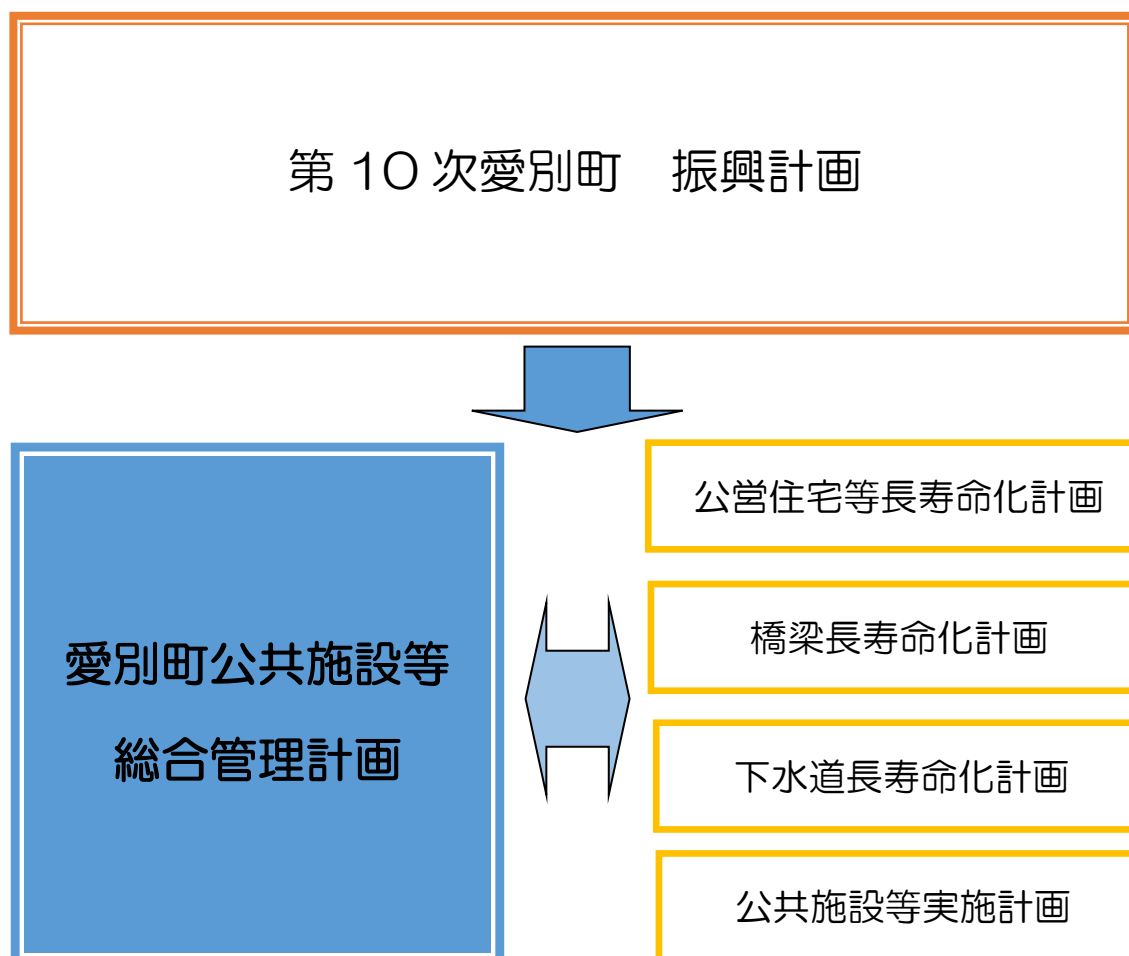 第 10 次愛別町　振興計画
愛別町公共施設等
総合管理計画
公営住宅等長寿命化計画
橋梁長寿命化計画
下水道長寿命化計画
公共施設等実施計画